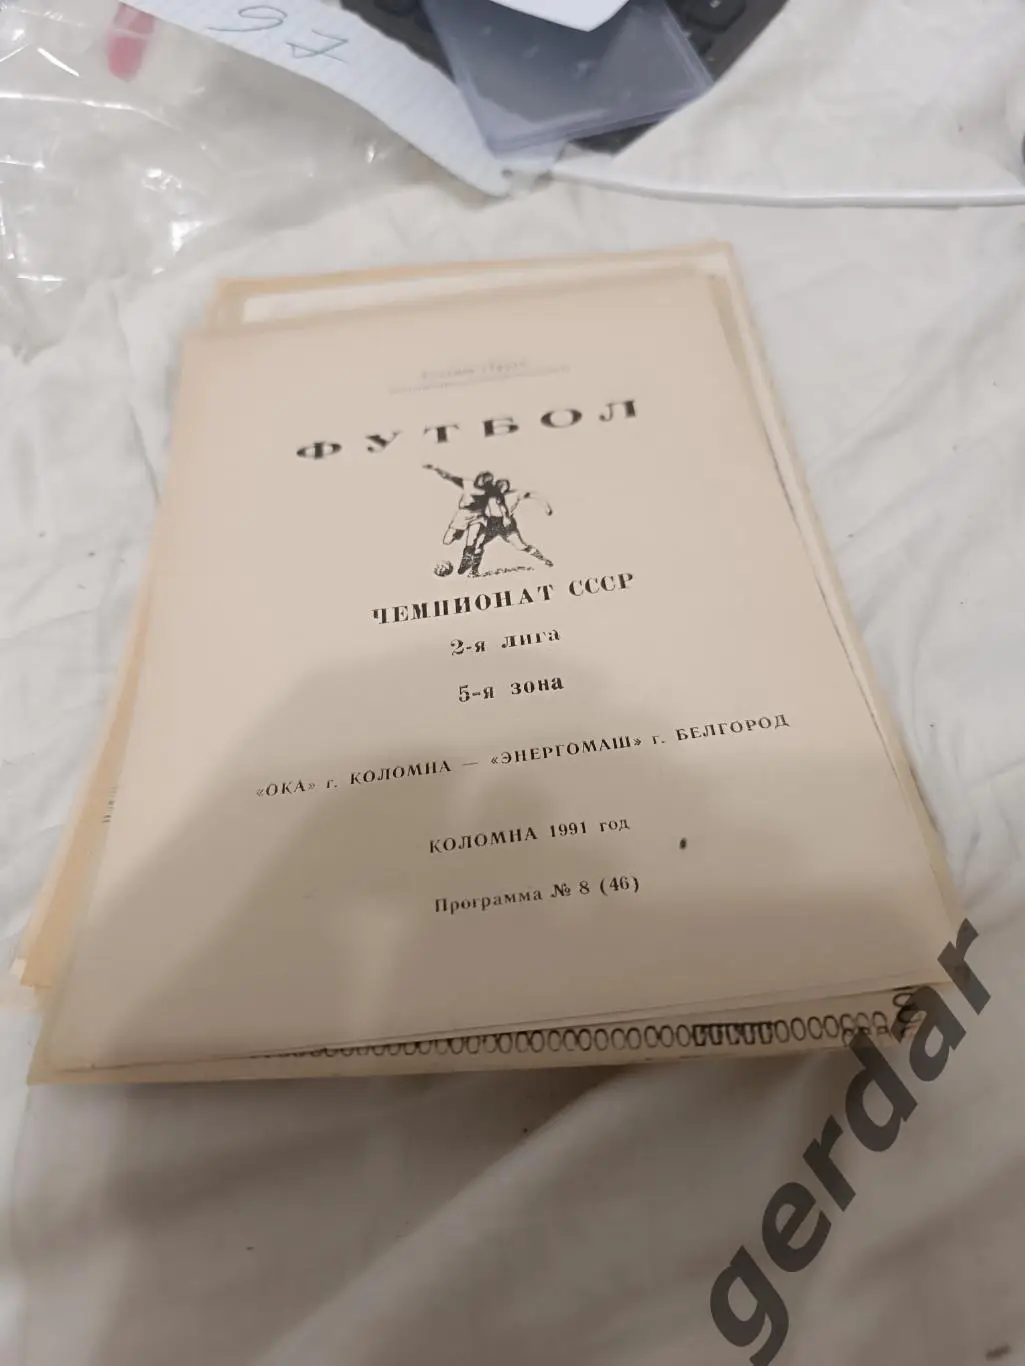 ФУТБОЛ
ЧЕМПИОНАТ СССР
2-я лига
5-я зона
«ОКА» г. КОЛОМНА — «ЭНЕРГОМАШ» г. БЕЛГОРОД
КОЛОМНА 1991 год
Программа № 8 (46)
gerdar